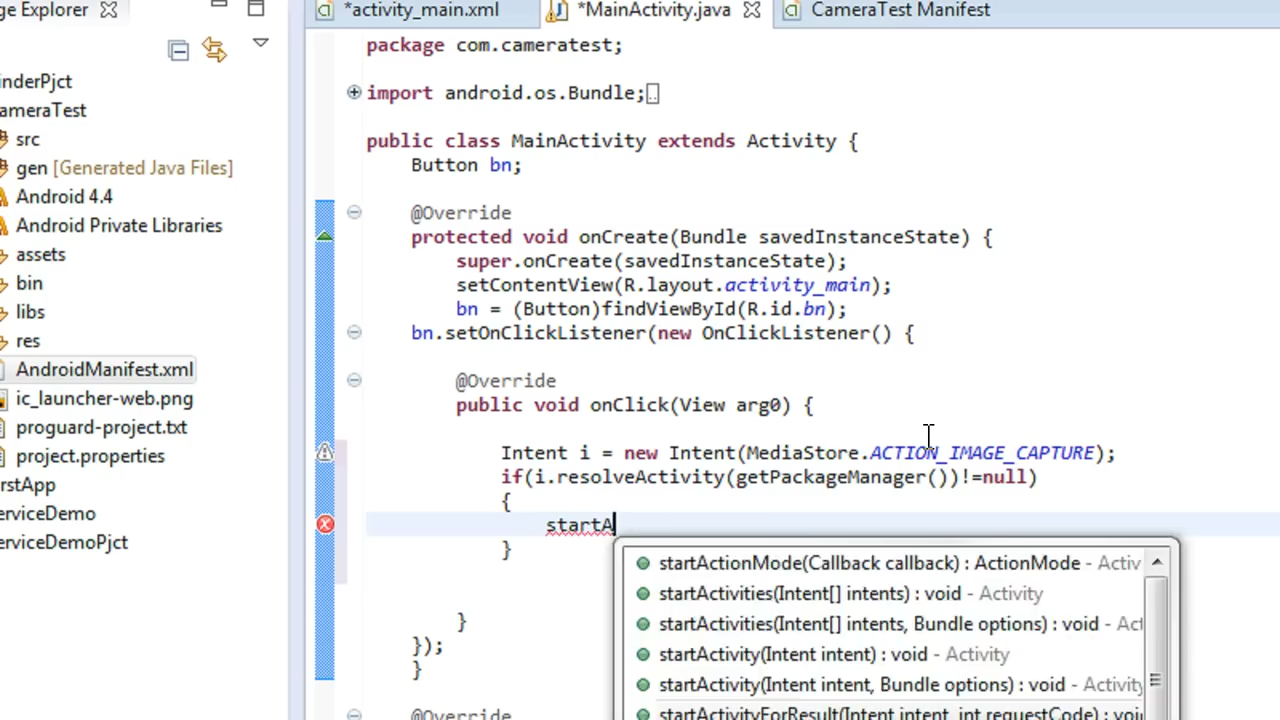 ge Explorer
*activity_main.xml
*MainActivity.java
CameraTest Manifest
inderPjct
ameraTest
src
gen [Generated Java Files]
Android 4.4
Android Private Libraries
assets
bin
libs
res
AndroidManifest.xml
ic_launcher-web.png
proguard-project.txt
project.properties
rstApp
erviceDemo
erviceDemoPjct
package com.cameratest;
import android.os.Bundle;
public class MainActivity extends Activity {
Button bn;
@Override
protected void onCreate(Bundle savedInstanceState) {
super.onCreate(savedInstanceState);
setContentView(R.layout.activity_main);
bn = (Button)findViewById(R.id.bn);
bn.setOnClickListener(new OnClickListener() {
@Override
public void onClick(View arg0) {
Intent i = new Intent(MediaStore.ACTION_IMAGE_CAPTURE);
if(i.resolveActivity(getPackageManager())!=null)
{
startA
}
startActionMode(Callback callback) : ActionMode - Activ
startActivities(Intent[] intents) : void - Activity
startActivities(Intent[] intents, Bundle options) : void - Act
startActivity(Intent intent) : void - Activity
startActivity(Intent intent, Bundle options) : void - Activity
startActivityForResult(Intent intent, int requestCode) : void
}
});
}
@Override